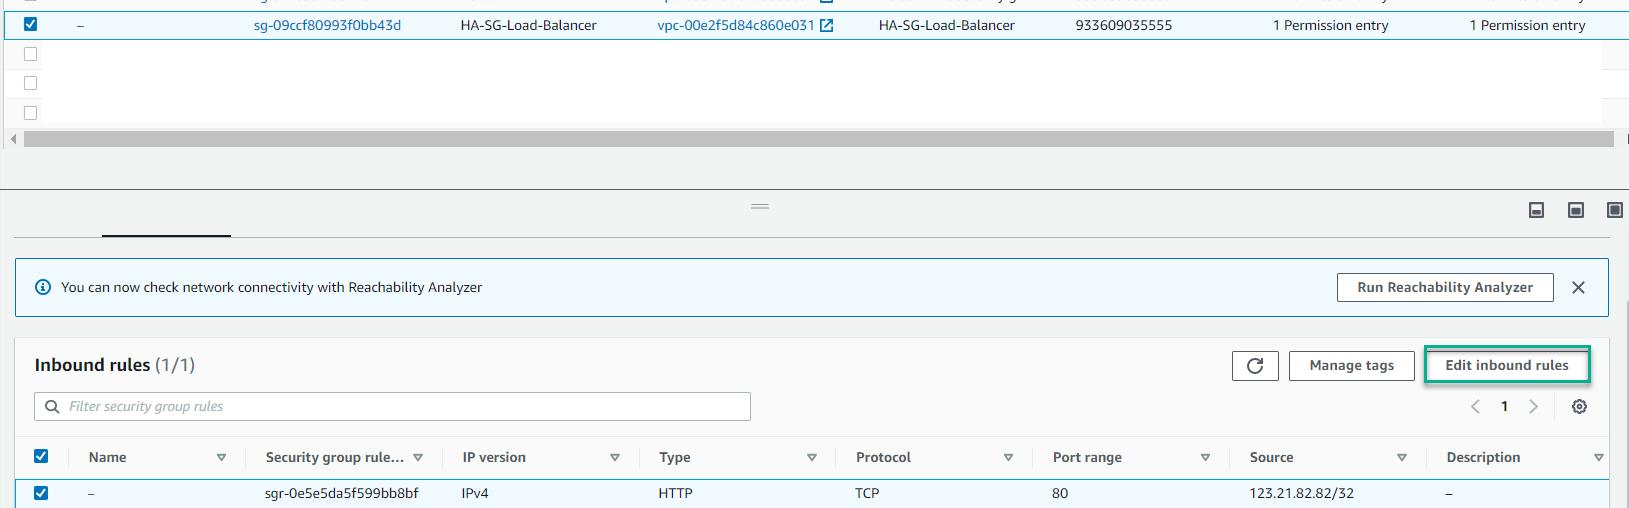 – sg-09ccf80993f0bb43d HA-SG-Load-Balancer vpc-00e2f5d84c860e031 HA-SG-Load-Balancer 933609035555 1 Permission entry 1 Permission entry
You can now check network connectivity with Reachability Analyzer Run Reachability Analyzer
Inbound rules (1/1) Manage tags Edit inbound rules
Filter security group rules 1
Name Security group rule... IP version Type Protocol Port range Source Description
– sgr-0e5e5da5f599bb8bf IPv4 HTTP TCP 80 123.21.82.82/32 –